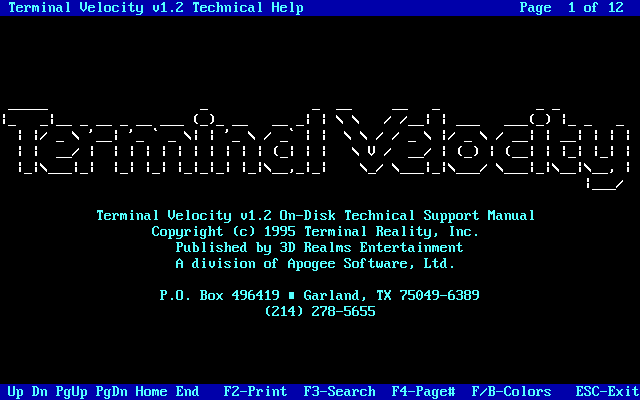 Terminal Velocity v1.2 Technical Help Page 1 of 12
Terminal Velocity
Terminal Velocity v1.2 On-Disk Technical Support Manual
Copyright (c) 1995 Terminal Reality, Inc.
Published by 3D Realms Entertainment
A division of Apogee Software, Ltd.
P.O. Box 496419 ■ Garland, TX 75049-6389
(214) 278-5655
Up Dn PgUp PgDn Home End F2-Print F3-Search F4-Page# F/B-Colors ESC-Exit